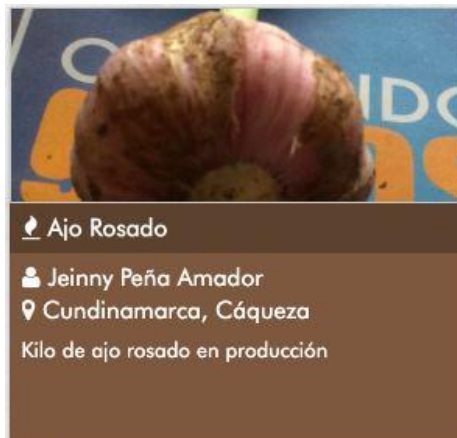 Ajo Rosado
Jeinny Peña Amador
Cundinamarca, Cáqueza
Kilo de ajo rosado en producción